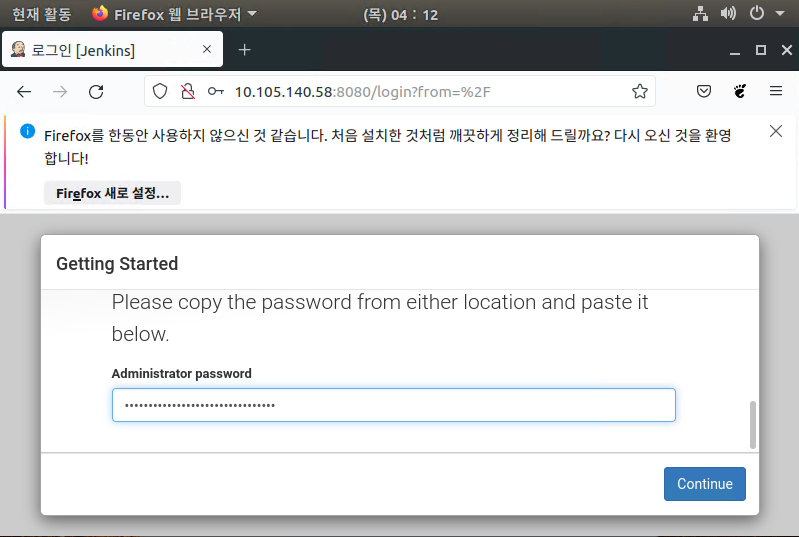 현재 활동
Firefox 웹 브라우저
(목) 04 : 12
로그인 [Jenkins]
10.105.140.58:8080/login?from=%2F
Firefox를 한동안 사용하지 않으신 것 같습니다. 처음 설치한 것처럼 깨끗하게 정리해 드릴까요? 다시 오신 것을 환영
합니다!
Firefox 새로 설정...
Getting Started
Please copy the password from either location and paste it
below.
Administrator password
Continue